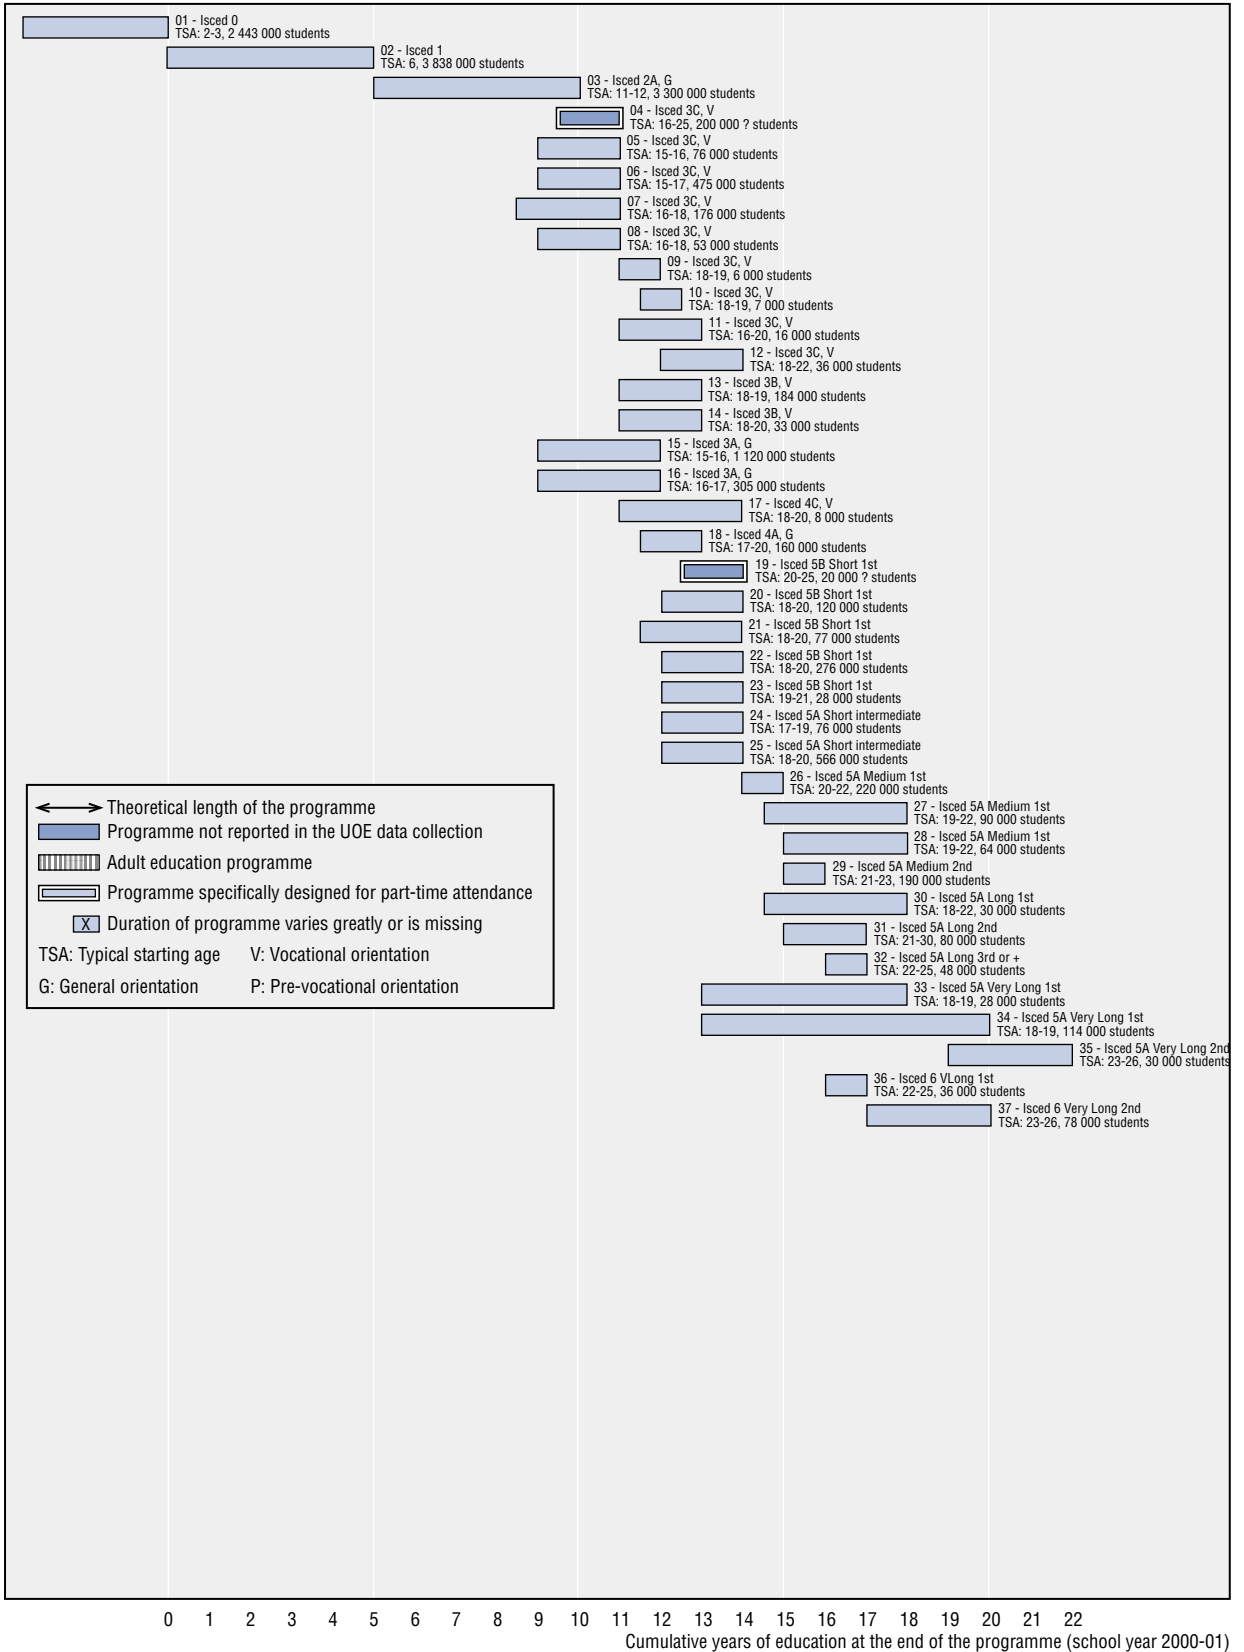 01 - Isced 0
TSA: 2-3, 2 443 000 students
02 - Isced 1
TSA: 6, 3 838 000 students
03 - Isced 2A, G
TSA: 11-12, 3 300 000 students
04 - Isced 3C, V
TSA: 16-25, 200 000 ? students
05 - Isced 3C, V
TSA: 15-16, 76 000 students
06 - Isced 3C, V
TSA: 15-17, 475 000 students
07 - Isced 3C, V
TSA: 16-18, 176 000 students
08 - Isced 3C, V
TSA: 16-18, 53 000 students
09 - Isced 3C, V
TSA: 18-19, 6 000 students
10 - Isced 3C, V
TSA: 18-19, 7 000 students
11 - Isced 3C, V
TSA: 16-20, 16 000 students
12 - Isced 3C, V
TSA: 18-22, 36 000 students
13 - Isced 3B, V
TSA: 18-19, 184 000 students
14 - Isced 3B, V
TSA: 18-20, 33 000 students
15 - Isced 3A, G
TSA: 15-16, 1 120 000 students
16 - Isced 3A, G
TSA: 16-17, 305 000 students
17 - Isced 4C, V
TSA: 18-20, 8 000 students
18 - Isced 4A, G
TSA: 17-20, 160 000 students
19 - Isced 5B Short 1st
TSA: 20-25, 20 000 ? students
20 - Isced 5B Short 1st
TSA: 18-20, 120 000 students
21 - Isced 5B Short 1st
TSA: 18-20, 77 000 students
22 - Isced 5B Short 1st
TSA: 18-20, 276 000 students
23 - Isced 5B Short 1st
TSA: 19-21, 28 000 students
24 - Isced 5A Short intermediate
TSA: 17-19, 76 000 students
25 - Isced 5A Short intermediate
TSA: 18-20, 566 000 students
26 - Isced 5A Medium 1st
TSA: 20-22, 220 000 students
27 - Isced 5A Medium 1st
TSA: 19-22, 90 000 students
28 - Isced 5A Medium 1st
TSA: 19-22, 64 000 students
29 - Isced 5A Medium 2nd
TSA: 21-23, 190 000 students
30 - Isced 5A Long 1st
TSA: 18-22, 30 000 students
31 - Isced 5A Long 2nd
TSA: 21-30, 80 000 students
32 - Isced 5A Long 3rd or +
TSA: 22-25, 48 000 students
33 - Isced 5A Very Long 1st
TSA: 18-19, 28 000 students
34 - Isced 5A Very Long 1st
TSA: 18-19, 114 000 students
35 - Isced 5A Very Long 2nd
TSA: 23-26, 30 000 students
36 - Isced 6 VLong 1st
TSA: 22-25, 36 000 students
37 - Isced 6 Very Long 2nd
TSA: 23-26, 78 000 students
Theoretical length of the programme
Programme not reported in the UOE data collection
Adult education programme
Programme specifically designed for part-time attendance
X Duration of programme varies greatly or is missing
TSA: Typical starting age V: Vocational orientation
G: General orientation P: Pre-vocational orientation
0 1 2 3 4 5 6 7 8 9 10 11 12 13 14 15 16 17 18 19 20 21 22
Cumulative years of education at the end of the programme (school year 2000-01)